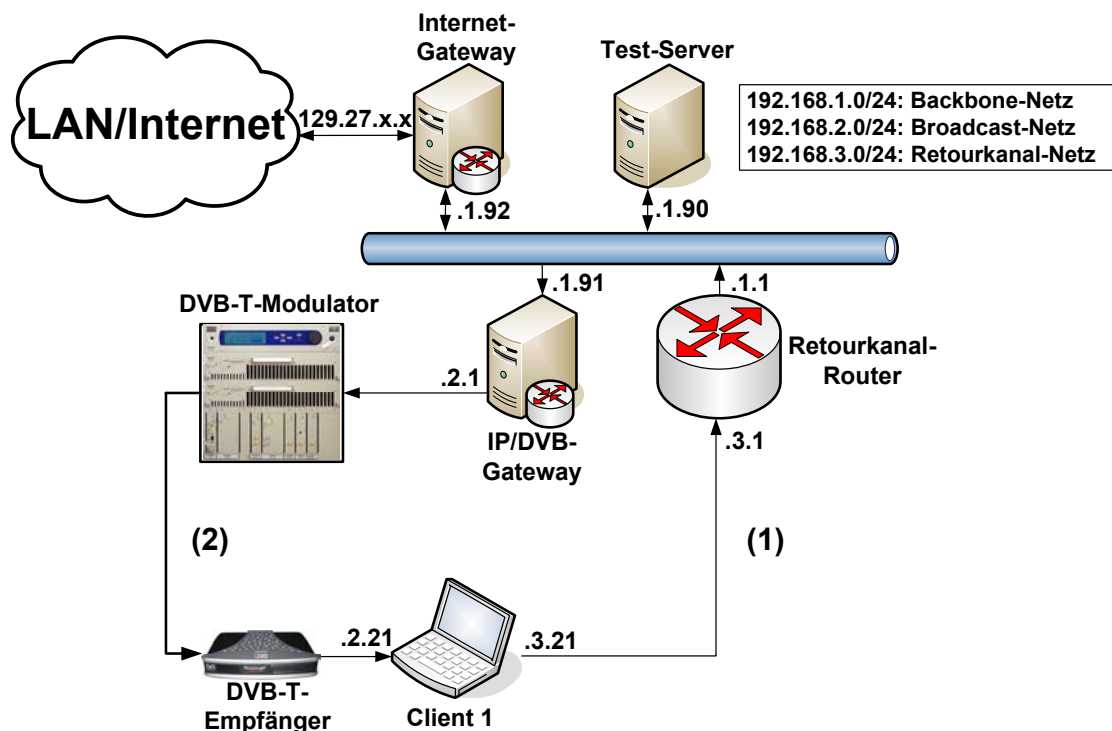 Internet-
Gateway
Test-Server
LAN/Internet
129.27.x.x
192.168.1.0/24: Backbone-Netz
192.168.2.0/24: Broadcast-Netz
192.168.3.0/24: Retourkanal-Netz
.1.92
.1.90
.1.91
.1.1
DVB-T-Modulator
Retourkanal-
Router
.2.1
IP/DVB-
Gateway
.3.1
(2)
(1)
.2.21
.3.21
DVB-T-
Empfänger
Client 1